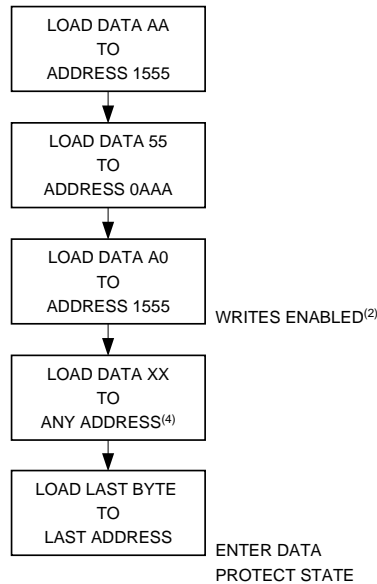 LOAD DATA AA
TO
ADDRESS 1555
LOAD DATA 55
TO
ADDRESS 0AAA
LOAD DATA A0
TO
ADDRESS 1555
WRITES ENABLED(2)
LOAD DATA XX
TO
ANY ADDRESS(4)
LOAD LAST BYTE
TO
LAST ADDRESS
ENTER DATA
PROTECT STATE